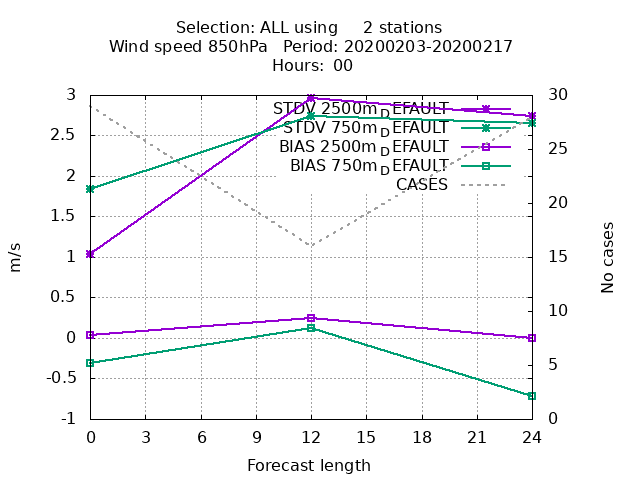 Selection: ALL using     2 stations
Wind speed 850hPa   Period: 20200203-20200217
Hours: 00
3
2.5
2
1.5
1
0.5
0
-0.5
-1
m/s
STDV 2500m_DEFAULT
STDV 750m_DEFAULT
BIAS 2500m_DEFAULT
BIAS 750m_DEFAULT
CASES
30
25
20
15
10
5
0
No cases
0 3 6 9 12 15 18 21 24
Forecast length